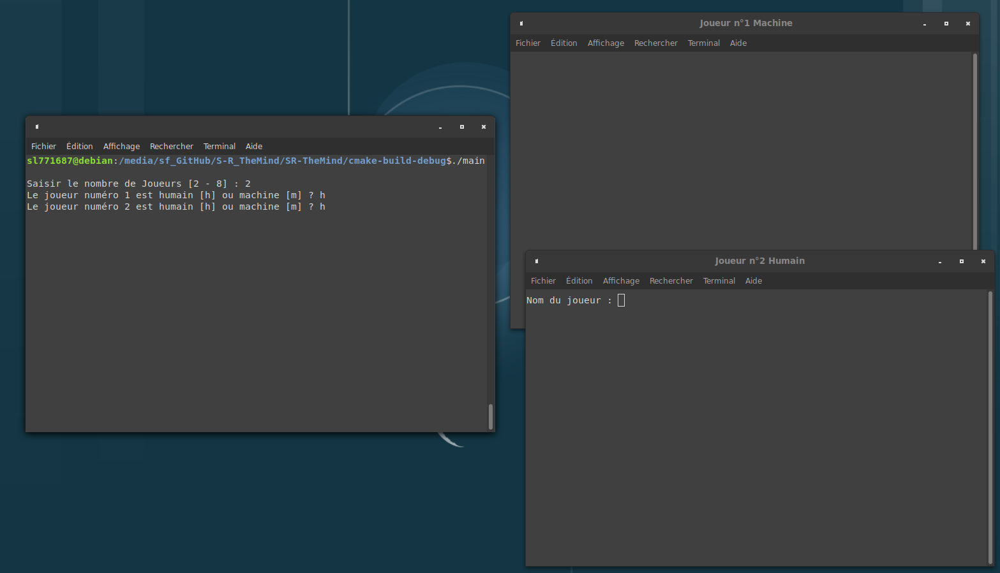 Fichier Édition Affichage Rechercher Terminal Aide
sl771687@debian:/media/sf_GitHub/S-R_TheMind/SR-TheMind/cmake-build-debug$./main
Saisir le nombre de Joueurs [2 - 8] : 2
Le joueur numéro 1 est humain [h] ou machine [m] ? h
Le joueur numéro 2 est humain [h] ou machine [m] ? h
Joueur n°1 Machine
Fichier Édition Affichage Rechercher Terminal Aide
Joueur n°2 Humain
Fichier Édition Affichage Rechercher Terminal Aide
Nom du joueur :